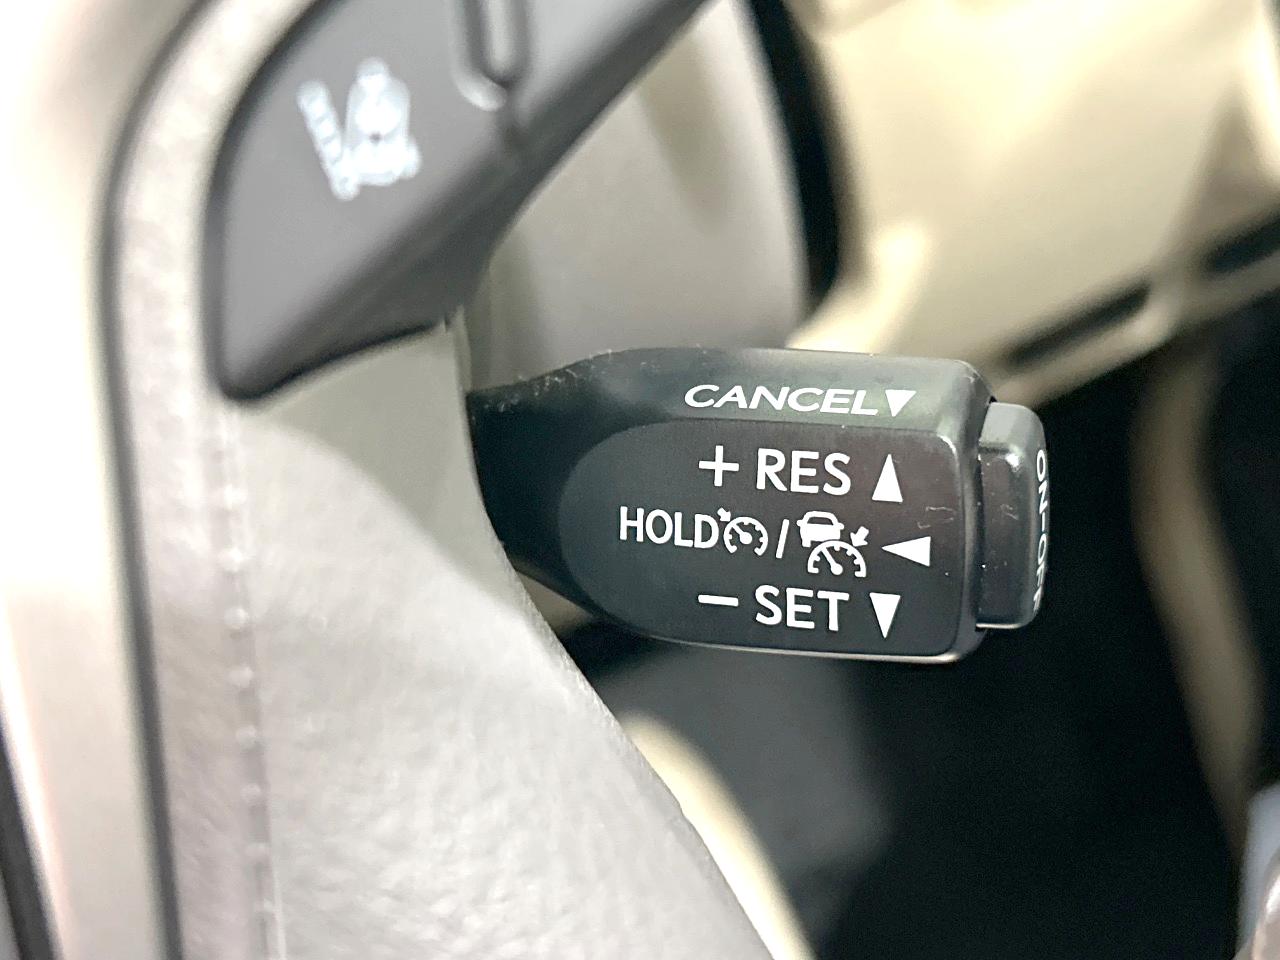 CANCEL▼
+ RES ▲
HOLD / ◀
− SET ▼
ON-OFF